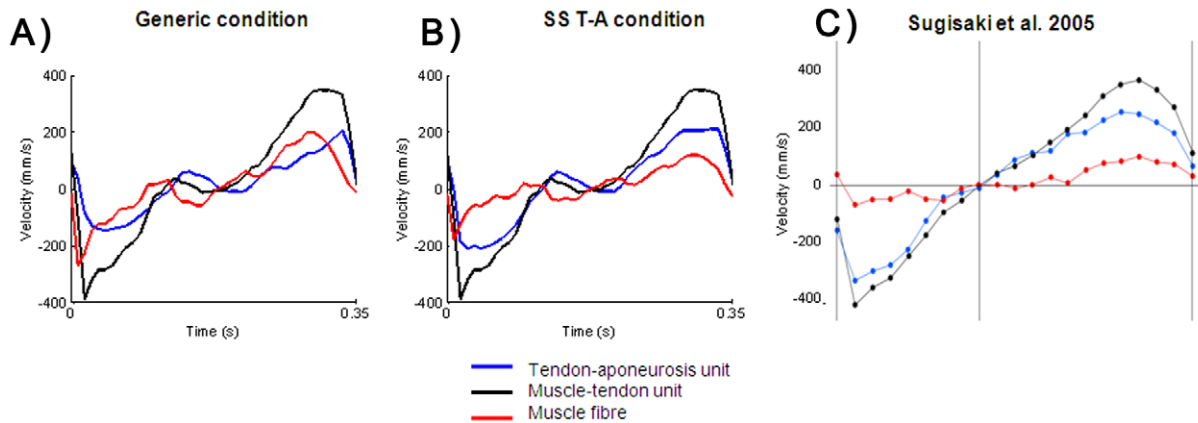 A)
Generic condition
B)
SS T-A condition
C)
Sugisaki et al. 2005
Velocity (mm/s)
400
200
0
-200
-400
0
0.35
Time (s)
Velocity (mm/s)
400
200
0
-200
-400
0
0.35
Time (s)
Velocity (mm/s)
400
200
0
-200
-400
Tendon-aponeurosis unit
Muscle-tendon unit
Muscle fibre